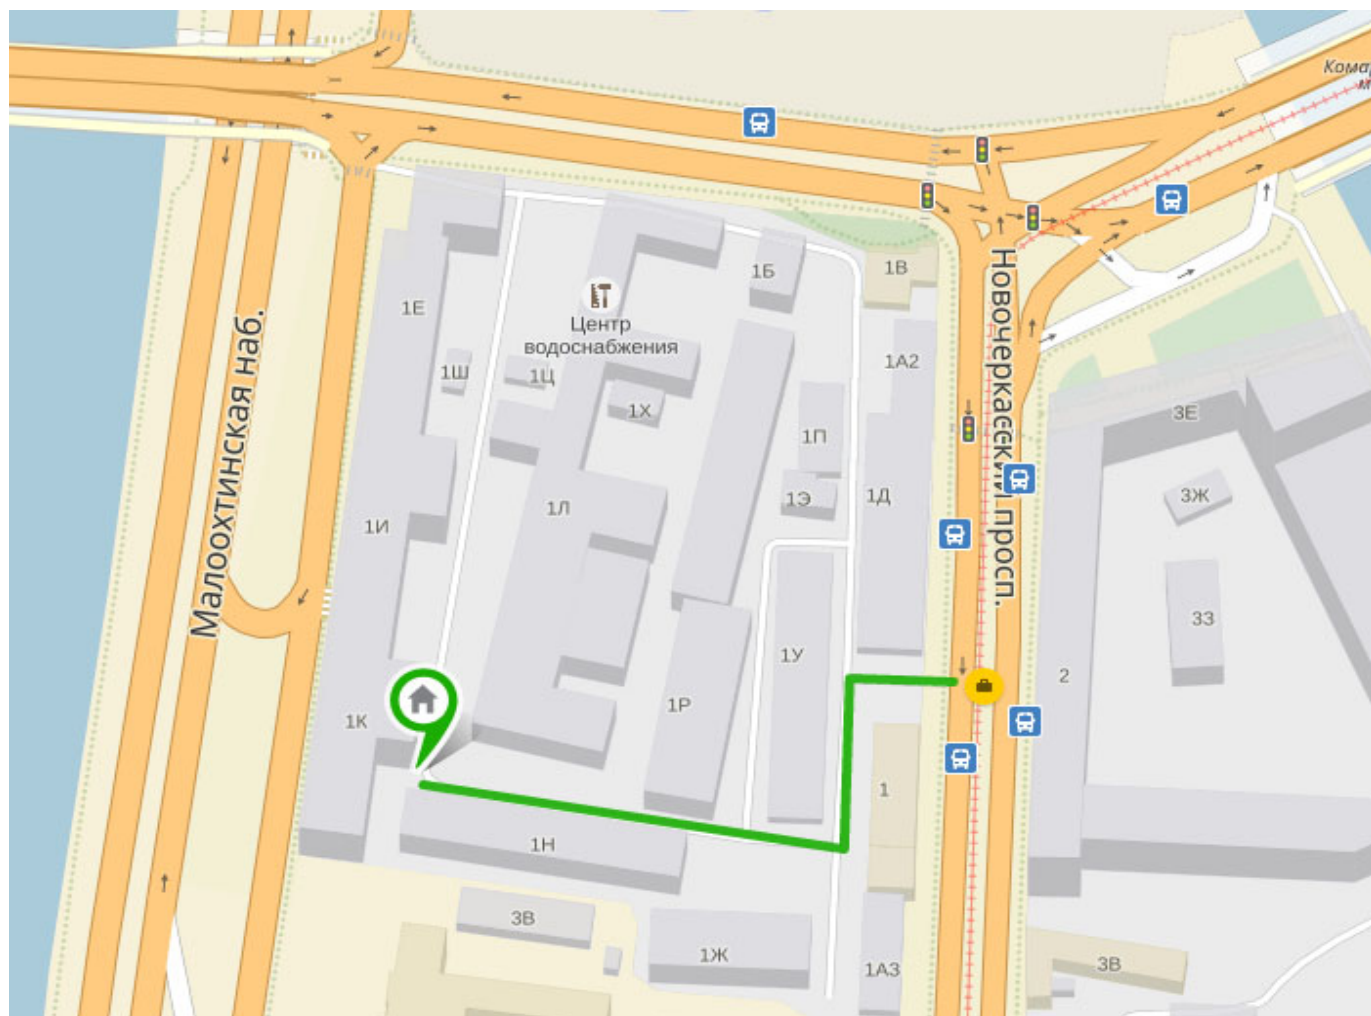 Кома
м
1В
1Б
1Е
Центр
водоснабжения
1А2
1Ш
1Ц
1Х
3Е
1П
Малоохтинская наб.
Новочеркасский просп.
1Э
1Д
3Ж
1Л
1И
3З
1У
2
1Р
1К
1
1Н
3В
1Ж
1А3
3В